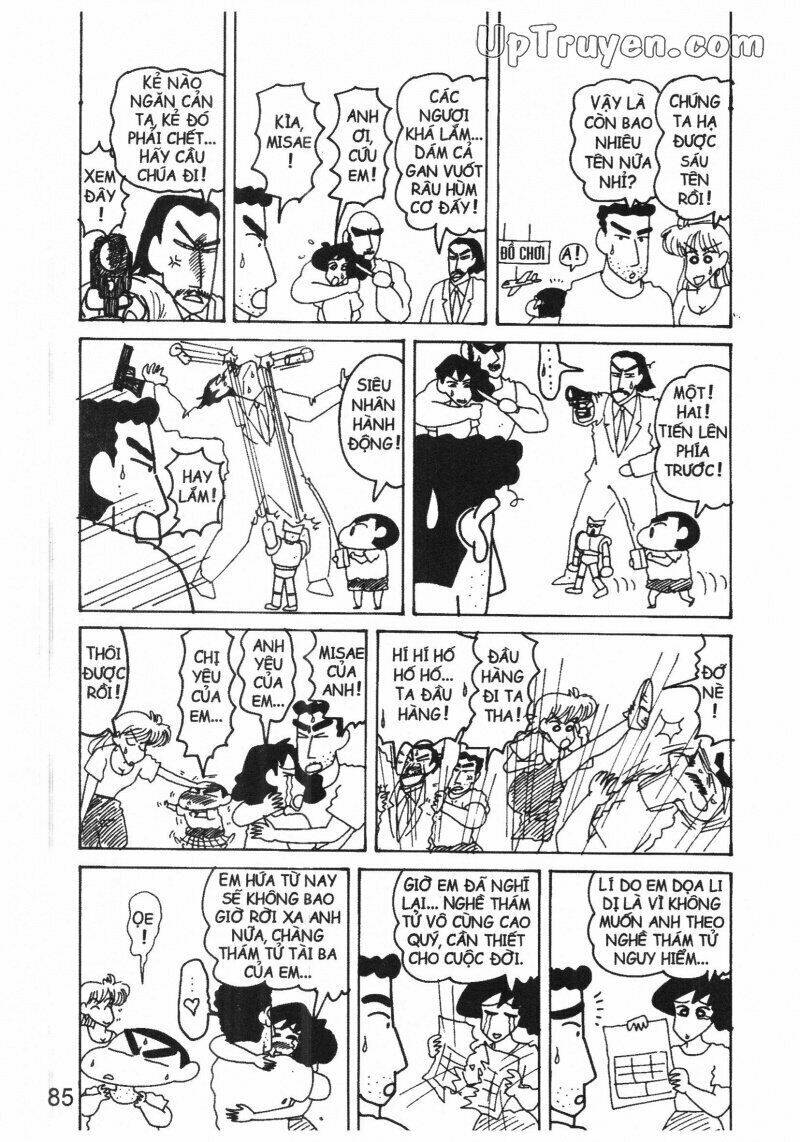 UPTRUYEN.COM
CHÚNG
TA HẠ
ĐƯỢC
SÁU
TÊN
RỒI!
VẬY LÀ
CÒN BAO
NHIÊU
TÊN NỮA
NHỈ?
ĐỒ CHƠI
A!
CÁC
NGƯƠI
KHÁ LẮM...
DÁM CẢ
GAN VUỐT
RÂU HÙM
CƠ ĐẤY!
ANH
ƠI,
CỨU
EM!
KÌA,
MISAE
!
KẺ NÀO
NGĂN CẢN
TA, KẺ ĐÓ
PHẢI CHẾT...
HÃY CẦU
CHÚA ĐI!
XEM
ĐÂY
!
MỘT!
HAI!
TIẾN LÊN
PHÍA
TRƯỚC!
......
SIÊU
NHÂN
HÀNH
ĐỘNG!
HAY
LẮM!
ĐỠ
NÈ
!
ĐẦU
HÀNG
ĐI TA
THA!
HÍ HÍ HỐ
HỐ HỐ...
TA ĐẦU
HÀNG!
MISAE
CỦA
ANH!
ANH
YÊU
CỦA
EM...
CHỊ
YÊU
CỦA
EM...
THÔI
ĐƯỢC
RỒI!
LÍ DO EM DỌA LI
DỊ LÀ VÌ KHÔNG
MUỐN ANH THEO
NGHỀ THÁM TỬ
NGUY HIỂM...
GIỜ EM ĐÃ NGHĨ
LẠI... NGHỀ THÁM
TỬ VÔ CÙNG CAO
QUÝ, CẦN THIẾT
CHO CUỘC ĐỜI.
EM HỨA TỪ NAY
SẼ KHÔNG BAO
GIỜ RỜI XA ANH
NỮA, CHÀNG
THÁM TỬ TÀI BA
CỦA EM...
...♡
ỌE
!
85